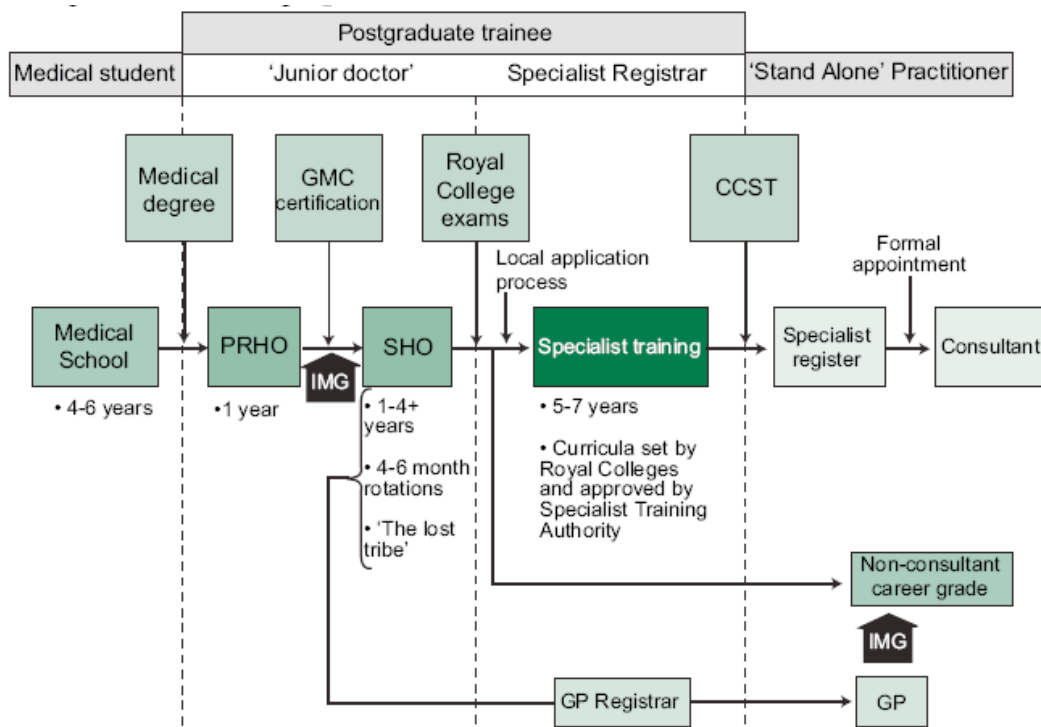 Postgraduate trainee
Medical student
'Junior doctor'
Specialist Registrar
'Stand Alone' Practitioner
Medical
degree
GMC
certification
Royal
College
exams
CCST
Local application
process
Formal
appointment
Medical
School
PRHO
IMG
SHO
Specialist training
Specialist
register
Consultant
• 4-6 years
•1 year
• 1-4+
years
• 4-6 month
rotations
• 'The lost
tribe'
• 5-7 years
• Curricula set by
Royal Colleges
and approved by
Specialist Training
Authority
Non-consultant
career grade
IMG
GP Registrar
GP